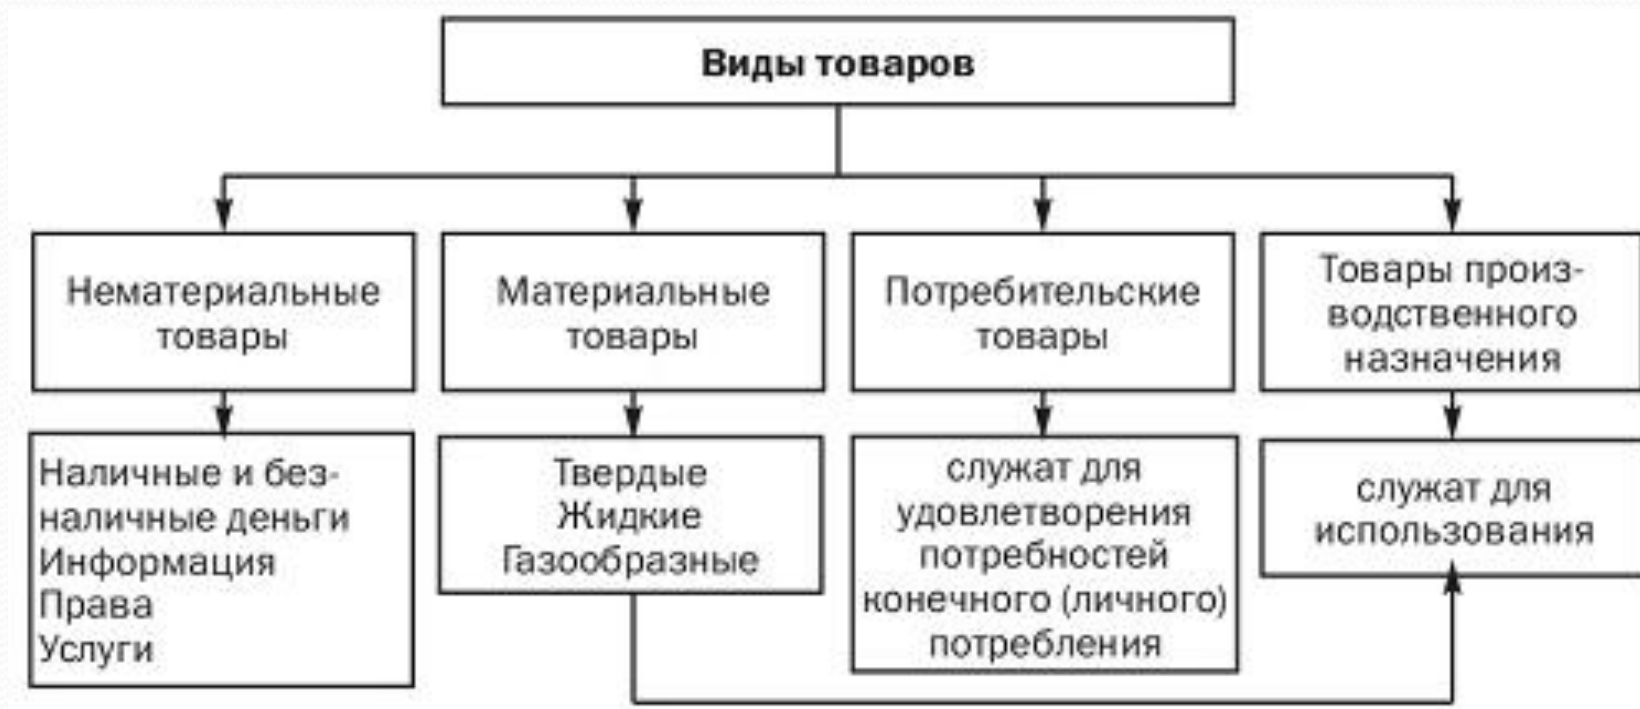 Виды товаров
Нематериальные
товары
Материальные
товары
Потребительские
товары
Товары произ-
водственного
назначения
Наличные и без-
наличные деньги
Информация
Права
Услуги
Твердые
Жидкие
Газообразные
служат для
удовлетворения
потребностей
конечного (личного)
потребления
служат для
использования